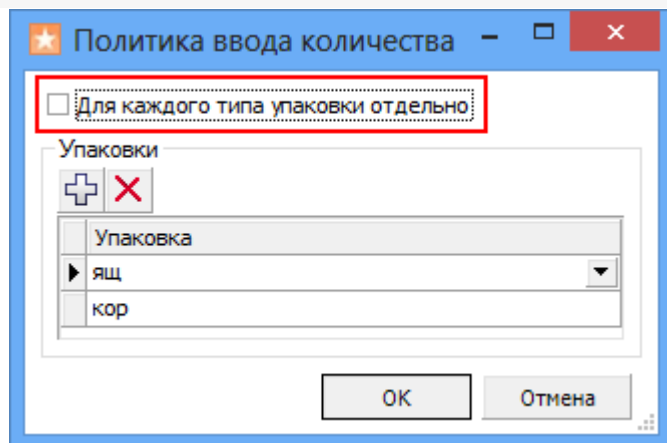 Политика ввода количества
Для каждого типа упаковки отдельно
Упаковки
Упаковка
ящ
кор
ОК
Отмена